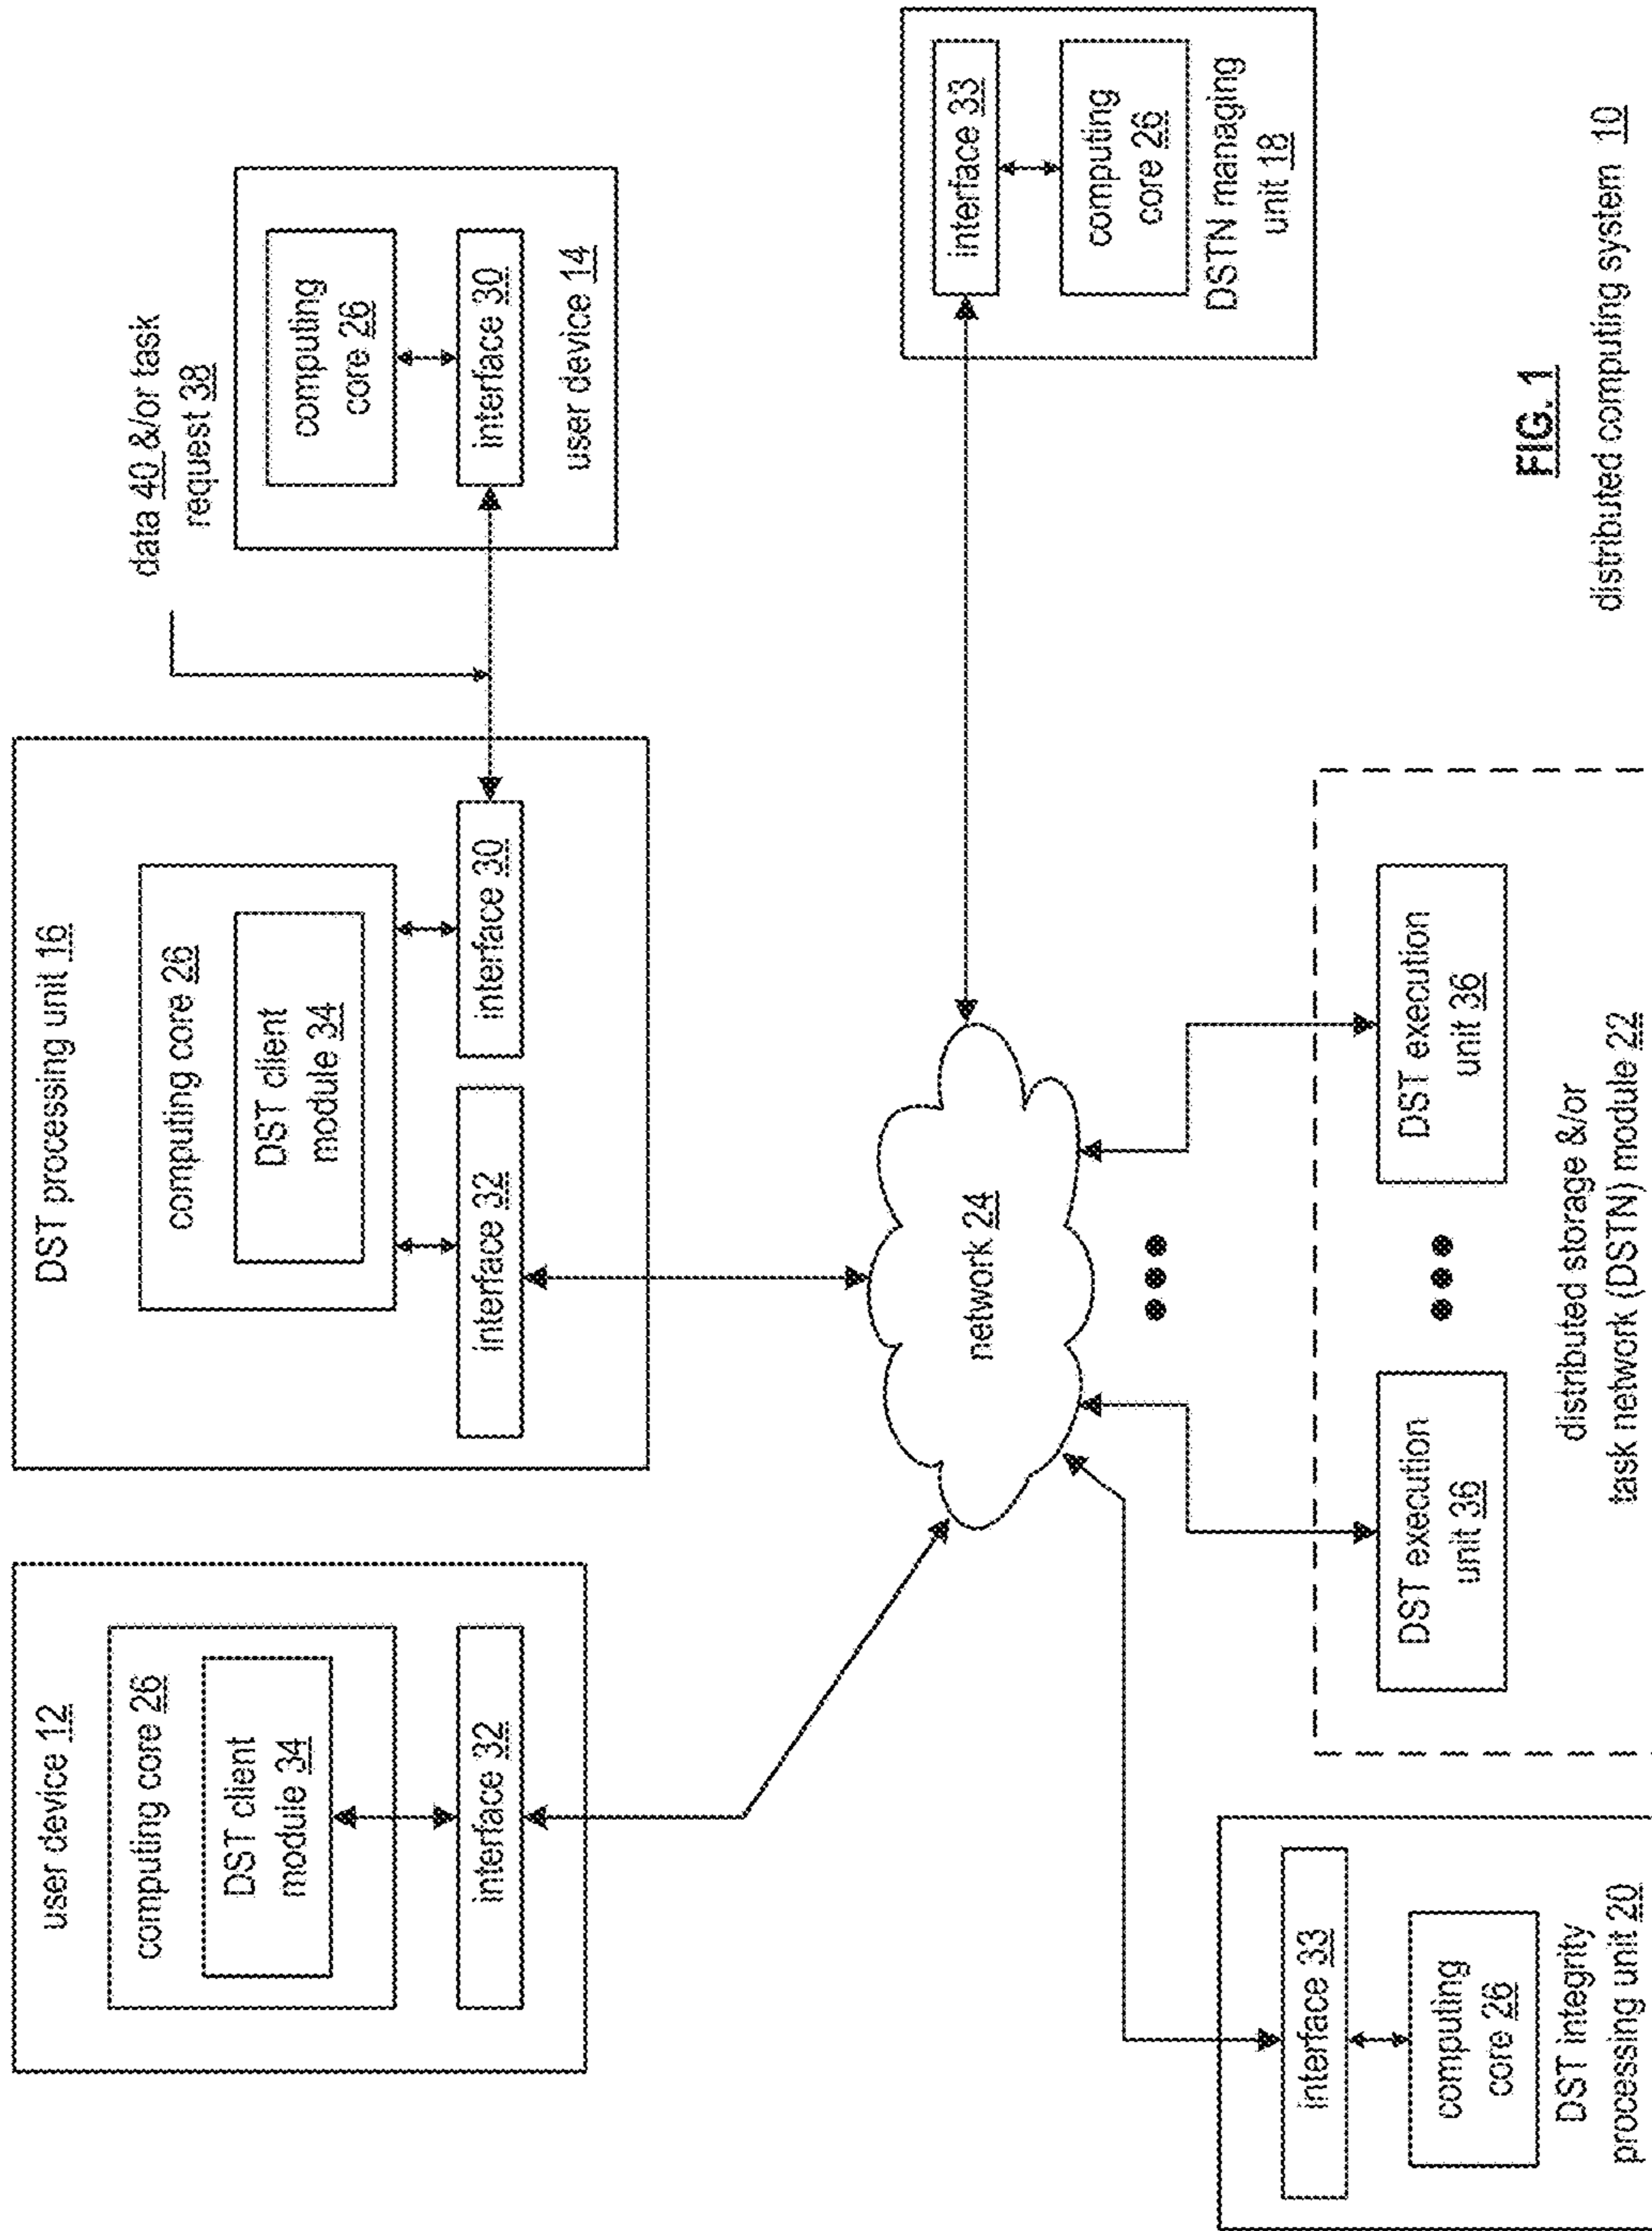 user device 12
computing core 26
DST client
module 34
interface 32
DST processing unit 16
computing core 26
DST client
module 34
interface 32
interface 30
data 40 &/or task
request 38
computing
core 26
interface 30
user device 14
network 24
interface 33
computing
core 26
DSTN managing
unit 18
interface 33
computing
core 26
DST integrity
processing unit 20
DST execution
unit 36
DST execution
unit 36
distributed storage &/or
task network (DSTN) module 22
FIG. 1
distributed computing system 10